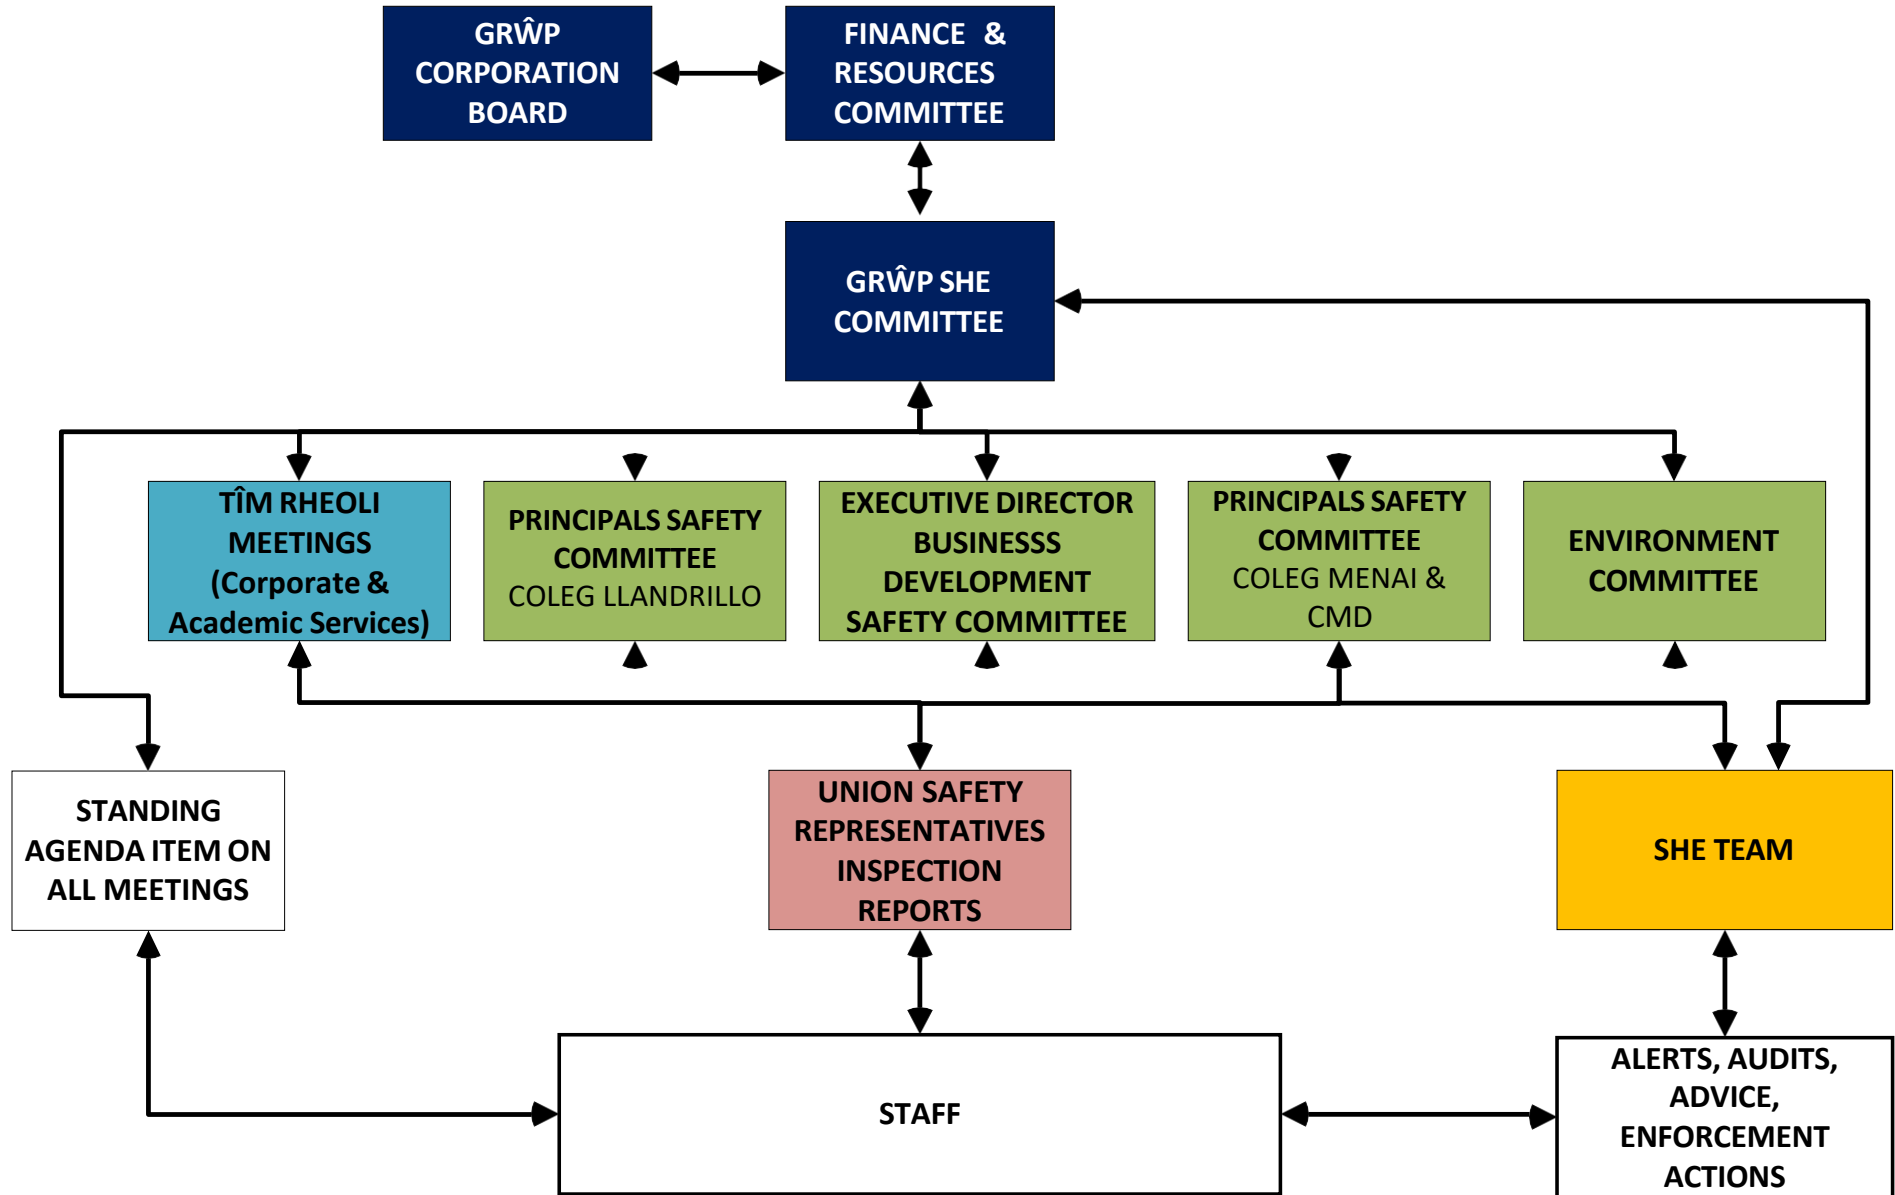 GRŴP
CORPORATION
BOARD
FINANCE & 
RESOURCES
COMMITTEE
GRŴP SHE
COMMITTEE
TÎM RHEOLI
MEETINGS
(Corporate &
Academic Services)
PRINCIPALS SAFETY
COMMITTEE
COLEG LLANDRILLO
EXECUTIVE DIRECTOR
BUSINESSS
DEVELOPMENT
SAFETY COMMITTEE
PRINCIPALS SAFETY
COMMITTEE
COLEG MENAI &
CMD
ENVIRONMENT
COMMITTEE
STANDING
AGENDA ITEM ON
ALL MEETINGS
UNION SAFETY
REPRESENTATIVES
INSPECTION
REPORTS
SHE TEAM
STAFF
ALERTS, AUDITS,
ADVICE,
ENFORCEMENT
ACTIONS